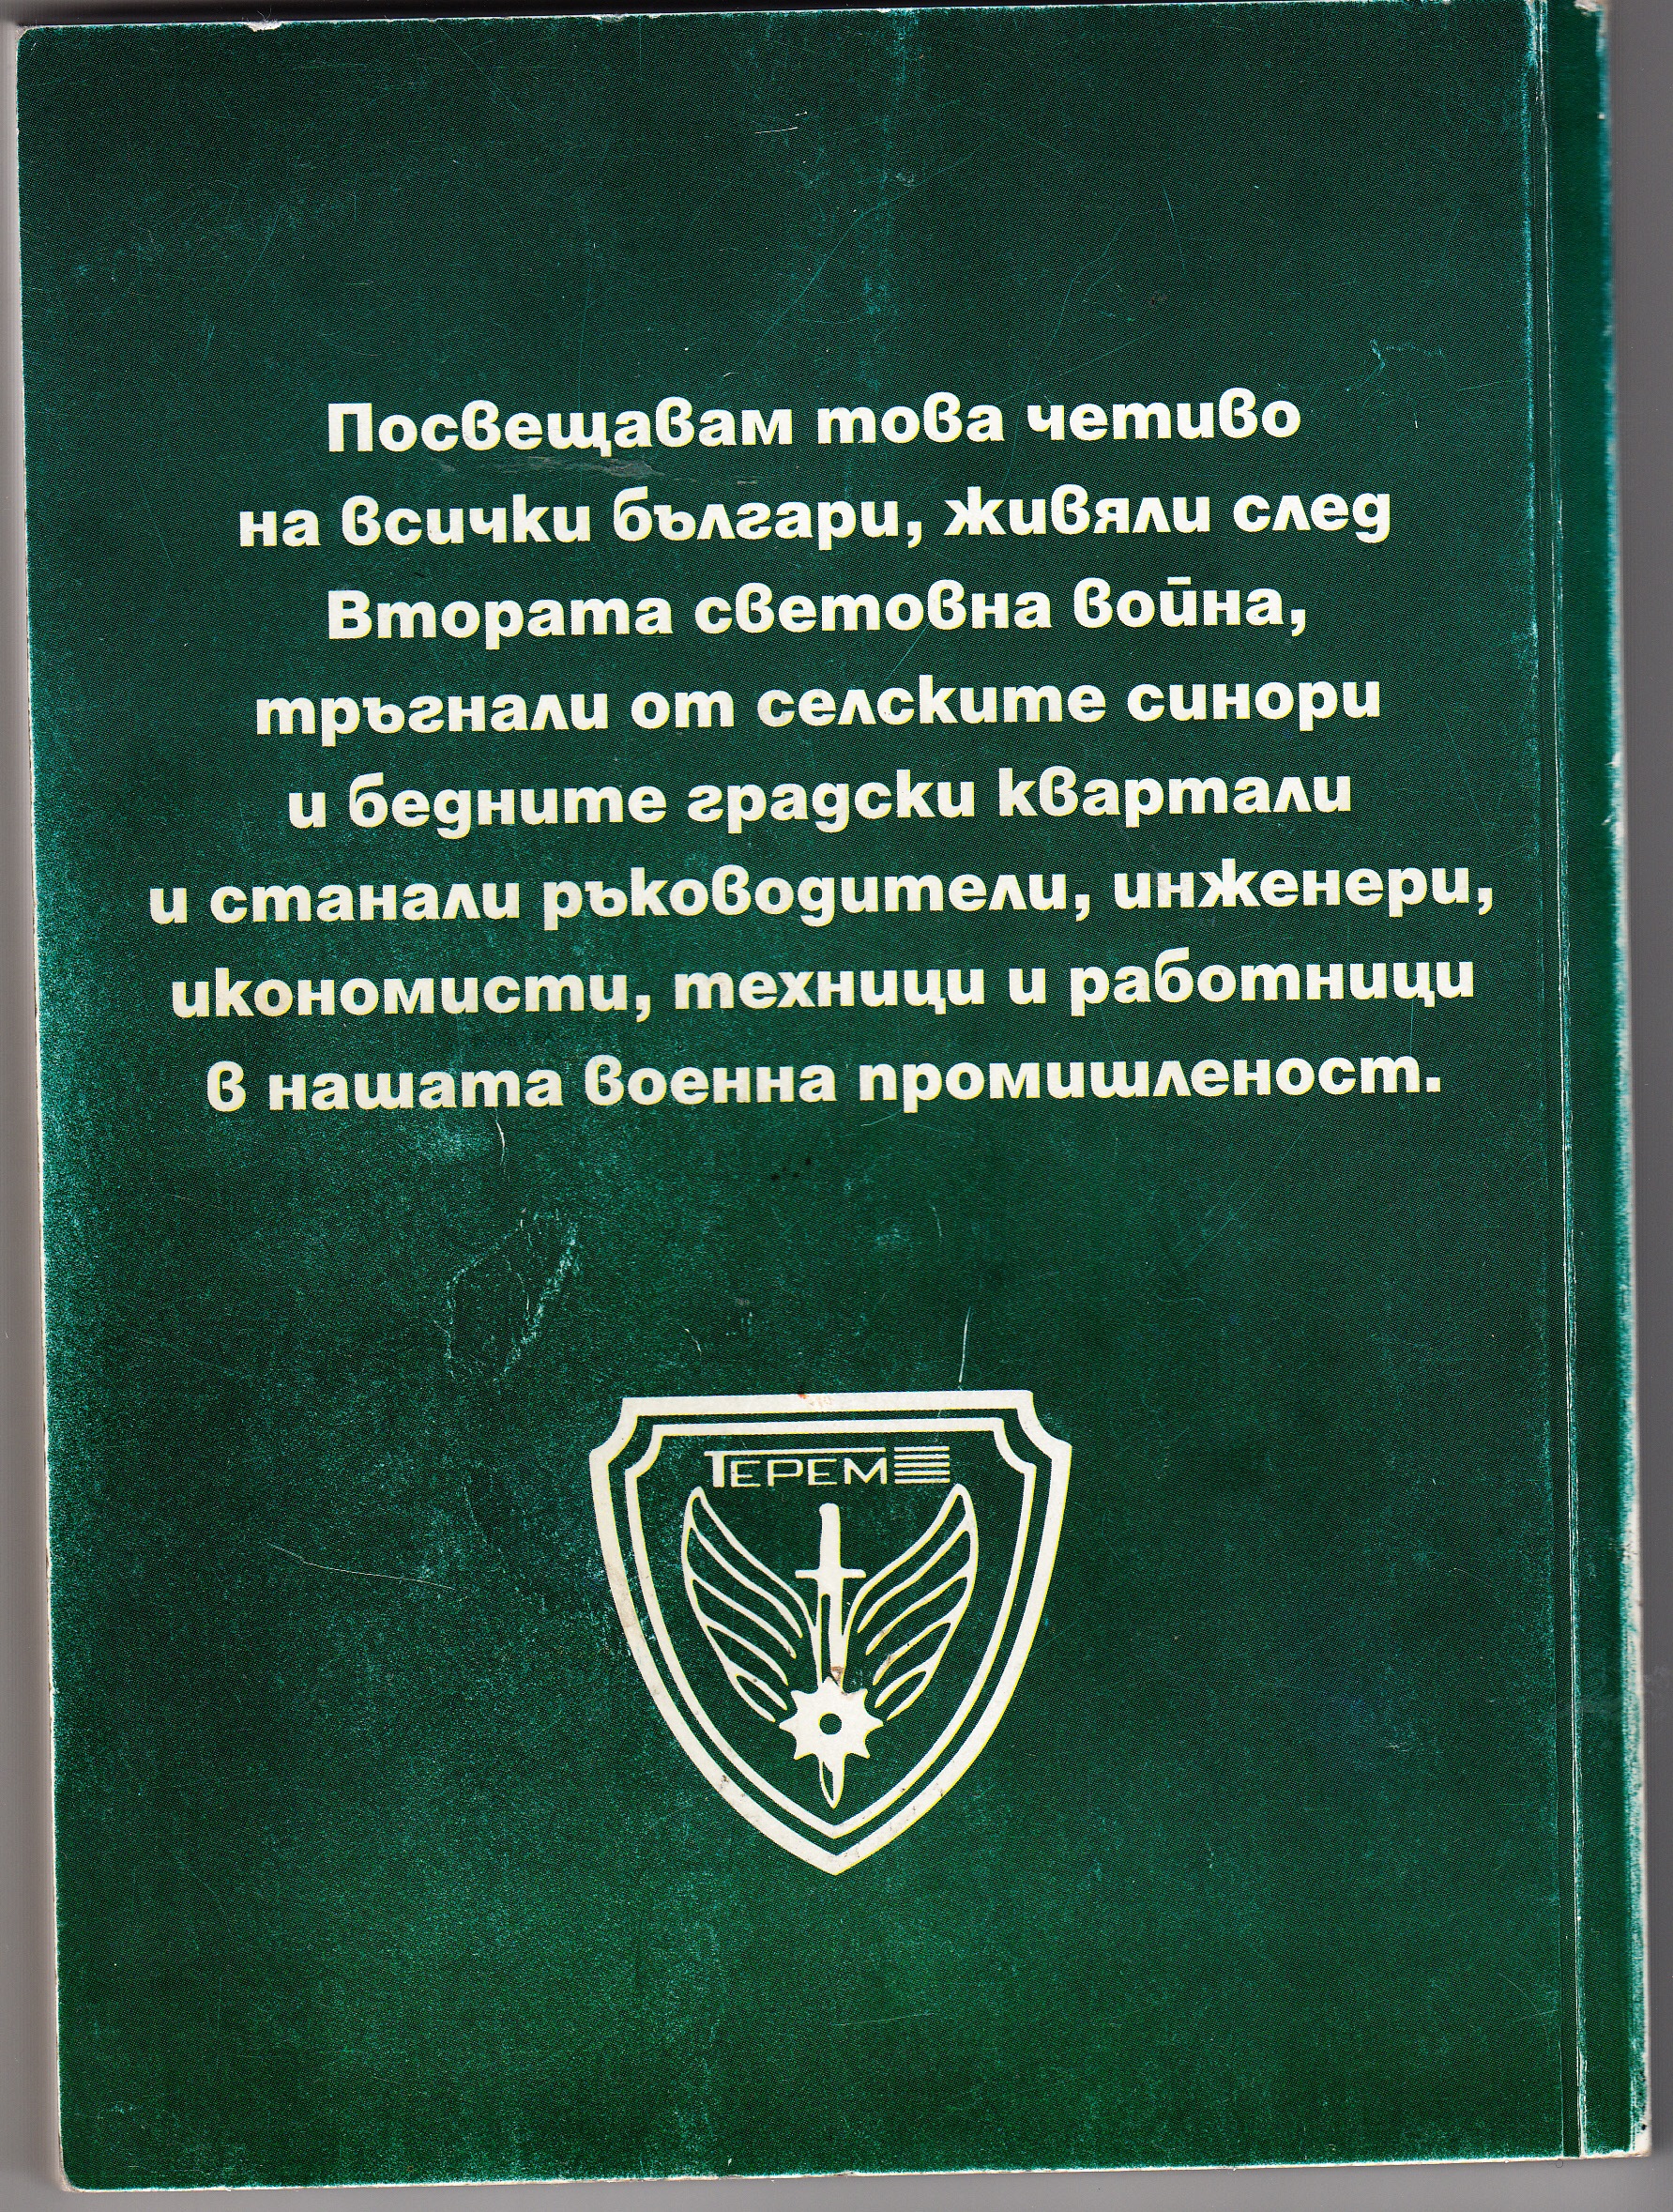 Посвещавам това четиво
на всички българи, живяли след
Втората световна война,
тръгнали от селските синори
и бедните градски квартали
и станали ръководители, инженери,
икономисти, техници и работници
в нашата военна промишленост.
ТЕРЕМ